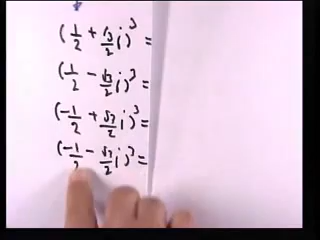 (1/2 + √3/2 i)³ =
(1/2 - √3/2 i)³ =
(-1/2 + √3/2 i)³ =
(-1/2 - √3/2 i)³ =